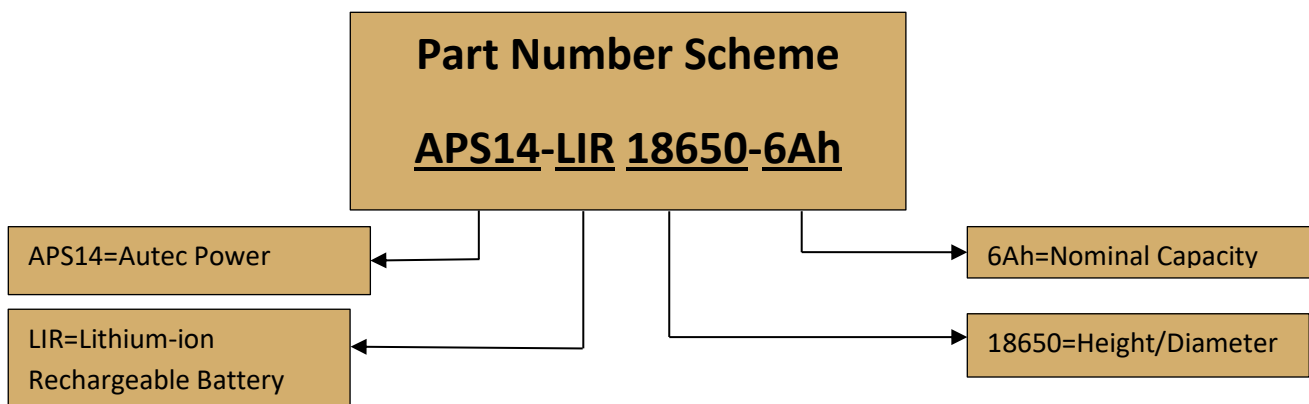 Part Number Scheme
APS14-LIR 18650-6Ah
APS14=Autec Power
6Ah=Nominal Capacity
LIR=Lithium-ion
Rechargeable Battery
18650=Height/Diameter